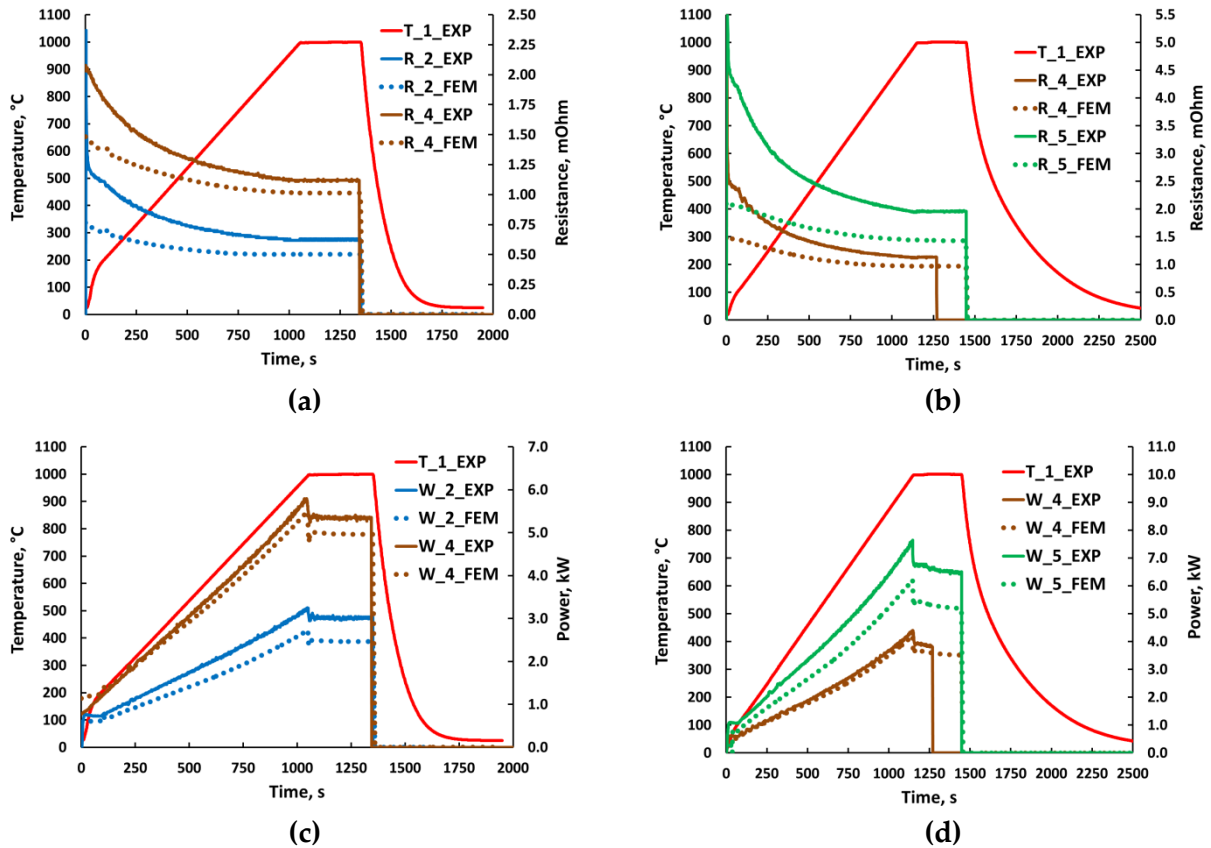 1100
1000
900
800
700
600
500
400
300
200
100
0
Temperature, °C
0 250 500 750 1000 1250 1500 1750 2000
Time, s
2.50
2.25
2.00
1.75
1.50
1.25
1.00
0.75
0.50
0.25
0.00
Resistance, mOhm
T_1_EXP
R_2_EXP
R_2_FEM
R_4_EXP
R_4_FEM
(a)
1100
1000
900
800
700
600
500
400
300
200
100
0
Temperature, °C
0 250 500 750 1000 1250 1500 1750 2000 2250 2500
Time, s
5.5
5.0
4.5
4.0
3.5
3.0
2.5
2.0
1.5
1.0
0.5
0.0
Resistance, mOhm
T_1_EXP
R_4_EXP
R_4_FEM
R_5_EXP
R_5_FEM
(b)
1100
1000
900
800
700
600
500
400
300
200
100
0
Temperature, °C
0 250 500 750 1000 1250 1500 1750 2000
Time, s
7.0
6.0
5.0
4.0
3.0
2.0
1.0
0.0
Power, kW
T_1_EXP
W_2_EXP
W_2_FEM
W_4_EXP
W_4_FEM
(c)
1100
1000
900
800
700
600
500
400
300
200
100
0
Temperature, °C
0 250 500 750 1000 1250 1500 1750 2000 2250 2500
Time, s
11.0
10.0
9.0
8.0
7.0
6.0
5.0
4.0
3.0
2.0
1.0
0.0
Power, kW
T_1_EXP
W_4_EXP
W_4_FEM
W_5_EXP
W_5_FEM
(d)